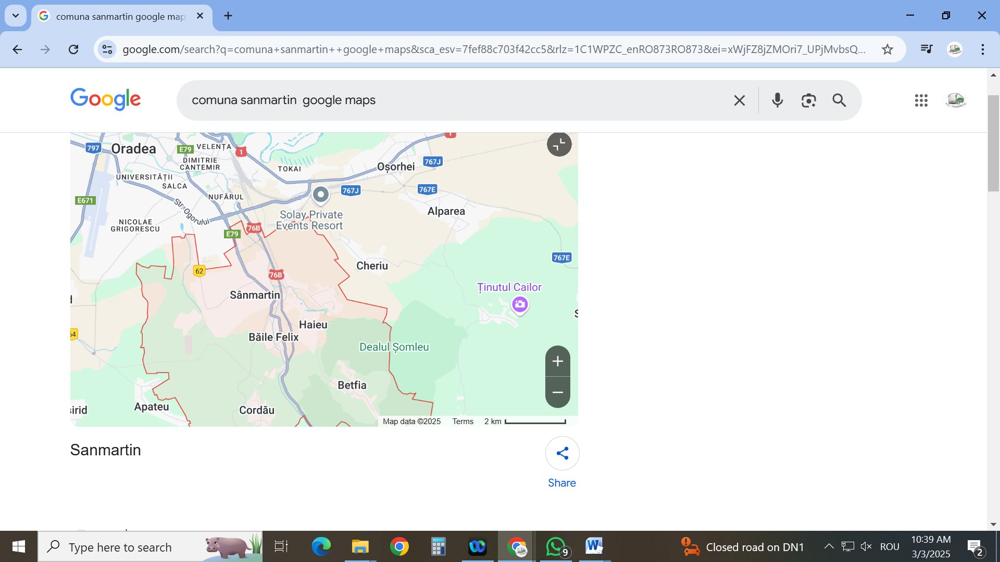 comuna sanmartin google map
google.com/search?q=comuna+sanmartin++google+maps&sca_esv=7fef88c703f42cc5&rlz=1C1WPZC_enRO873RO873&ei=xWjFZ8jZMOri7_UPjMvbsQ...
Google
comuna sanmartin  google maps
797
Oradea
E79
VELENȚA
1
1
DIMITRIE
CANTEMIR
TOKAI
Oșorhei
767J
UNIVERSITĂȚII
SALCA
767J
767E
NUFĂRUL
E671
Str. Ogorului
Solay Private
Events Resort
Alparea
NICOLAE
GRIGORESCU
E79
76B
767E
62
Cheriu
76B
Sânmartin
Ținutul Cailor
Haieu
Băile Felix
Dealul Șomleu
Betfia
Apateu
Cordău
Map data ©2025
Terms
2 km
Sanmartin
Share
Type here to search
9
Closed road on DN1
ROU
10:39 AM
3/3/2025
2